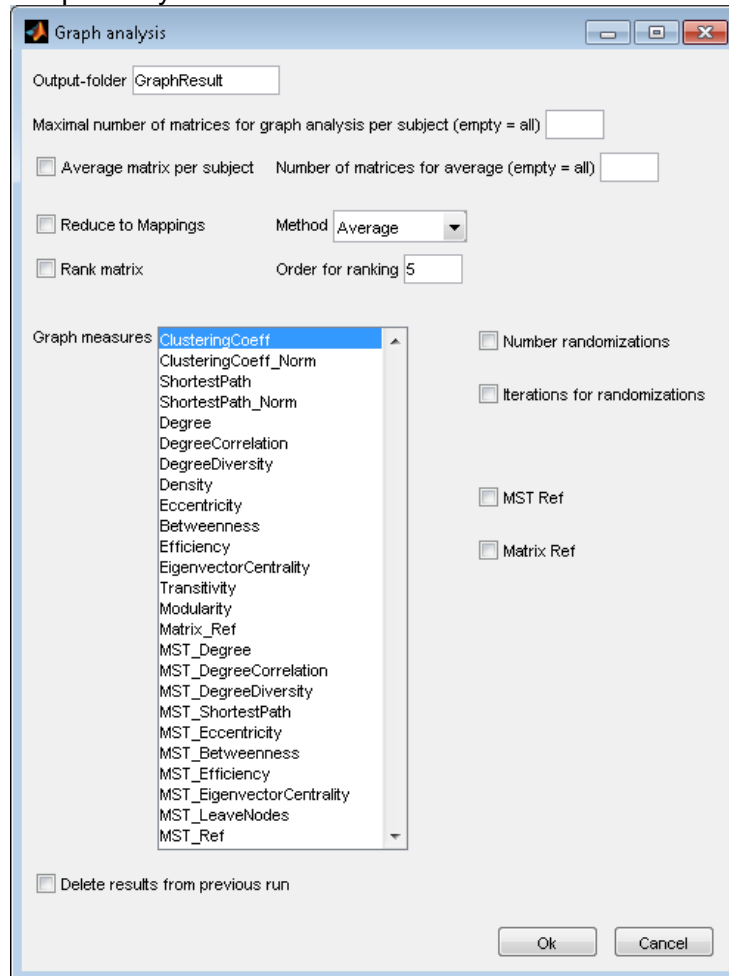 Graph analysis
Output-folder GraphResult
Maximal number of matrices for graph analysis per subject (empty = all)
Average matrix per subject Number of matrices for average (empty = all)
Reduce to Mappings Method Average
Rank matrix Order for ranking 5
Graph measures ClusteringCoeff Number randomizations
ClusteringCoeff_Norm
ShortestPath Iterations for randomizations
ShortestPath_Norm
Degree
DegreeCorrelation
DegreeDiversity
Density MST Ref
Eccentricity
Betweenness
Efficiency Matrix Ref
EigenvectorCentrality
Transitivity
Modularity
Matrix_Ref
MST_Degree
MST_DegreeCorrelation
MST_DegreeDiversity
MST_ShortestPath
MST_Eccentricity
MST_Betweenness
MST_Efficiency
MST_EigenvectorCentrality
MST_LeaveNodes
MST_Ref
Delete results from previous run
Ok Cancel